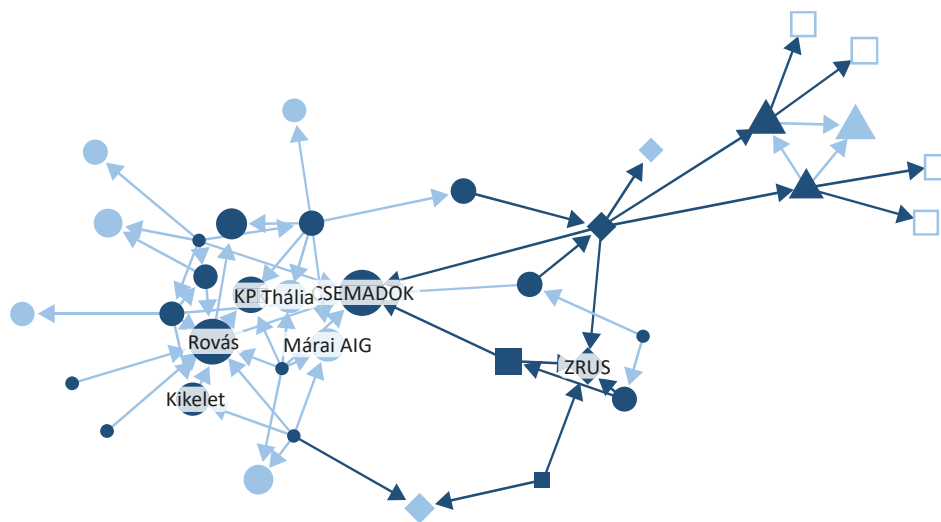 KP
Thália
CSEMADOK
Rovás
Márai AIG
ZRUS
Kikelet